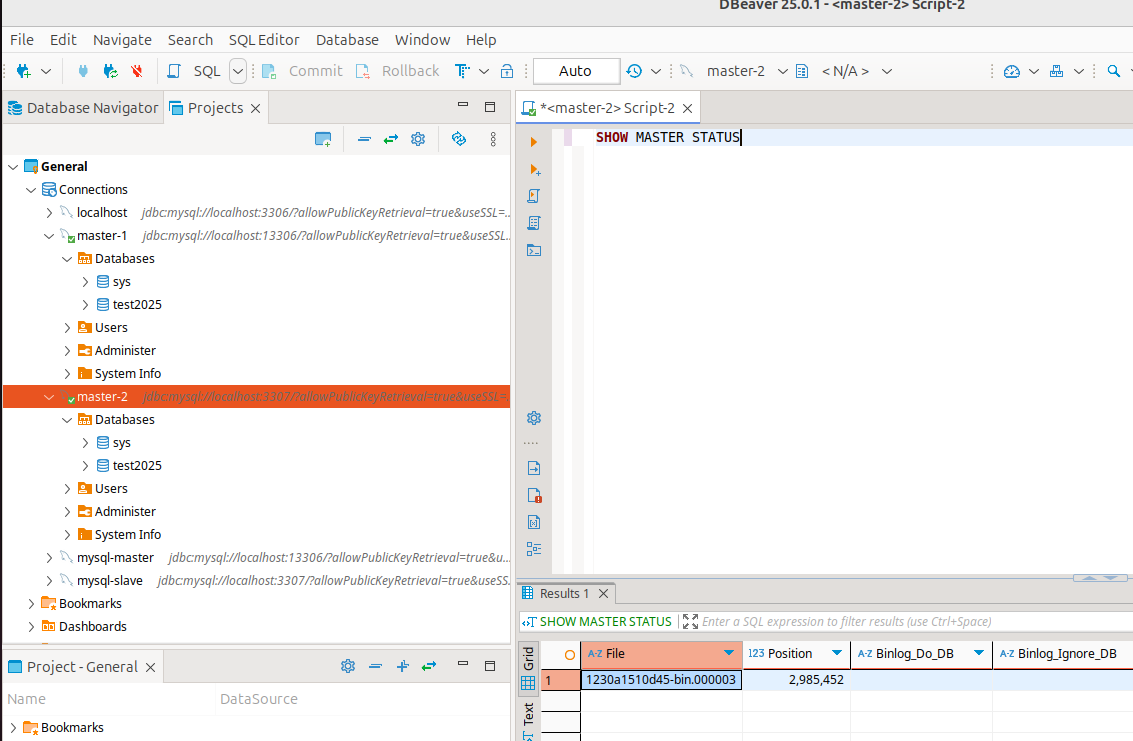 DBeaver 25.0.1 - <master-2> Script-2
File Edit Navigate Search SQL Editor Database Window Help
SQL Commit Rollback Auto master-2 < N/A >
Database Navigator Projects
*<master-2> Script-2
SHOW MASTER STATUS
General
Connections
localhost jdbc:mysql://localhost:3306/?allowPublicKeyRetrieval=true&useSSL=...
master-1 jdbc:mysql://localhost:13306/?allowPublicKeyRetrieval=true&useSSL...
Databases
sys
test2025
Users
Administer
System Info
master-2 jdbc:mysql://localhost:3307/?allowPublicKeyRetrieval=true&useSSL=...
Databases
sys
test2025
Users
Administer
System Info
mysql-master jdbc:mysql://localhost:13306/?allowPublicKeyRetrieval=true&u...
mysql-slave jdbc:mysql://localhost:3307/?allowPublicKeyRetrieval=true&useSS...
Bookmarks
Dashboards
Project - General
Name DataSource
Bookmarks
Results 1
SHOW MASTER STATUS Enter a SQL expression to filter results (use Ctrl+Space)
Grid
Text
A-Z File 123 Position A-Z Binlog_Do_DB A-Z Binlog_Ignore_DB
1 1230a1510d45-bin.000003 2,985,452